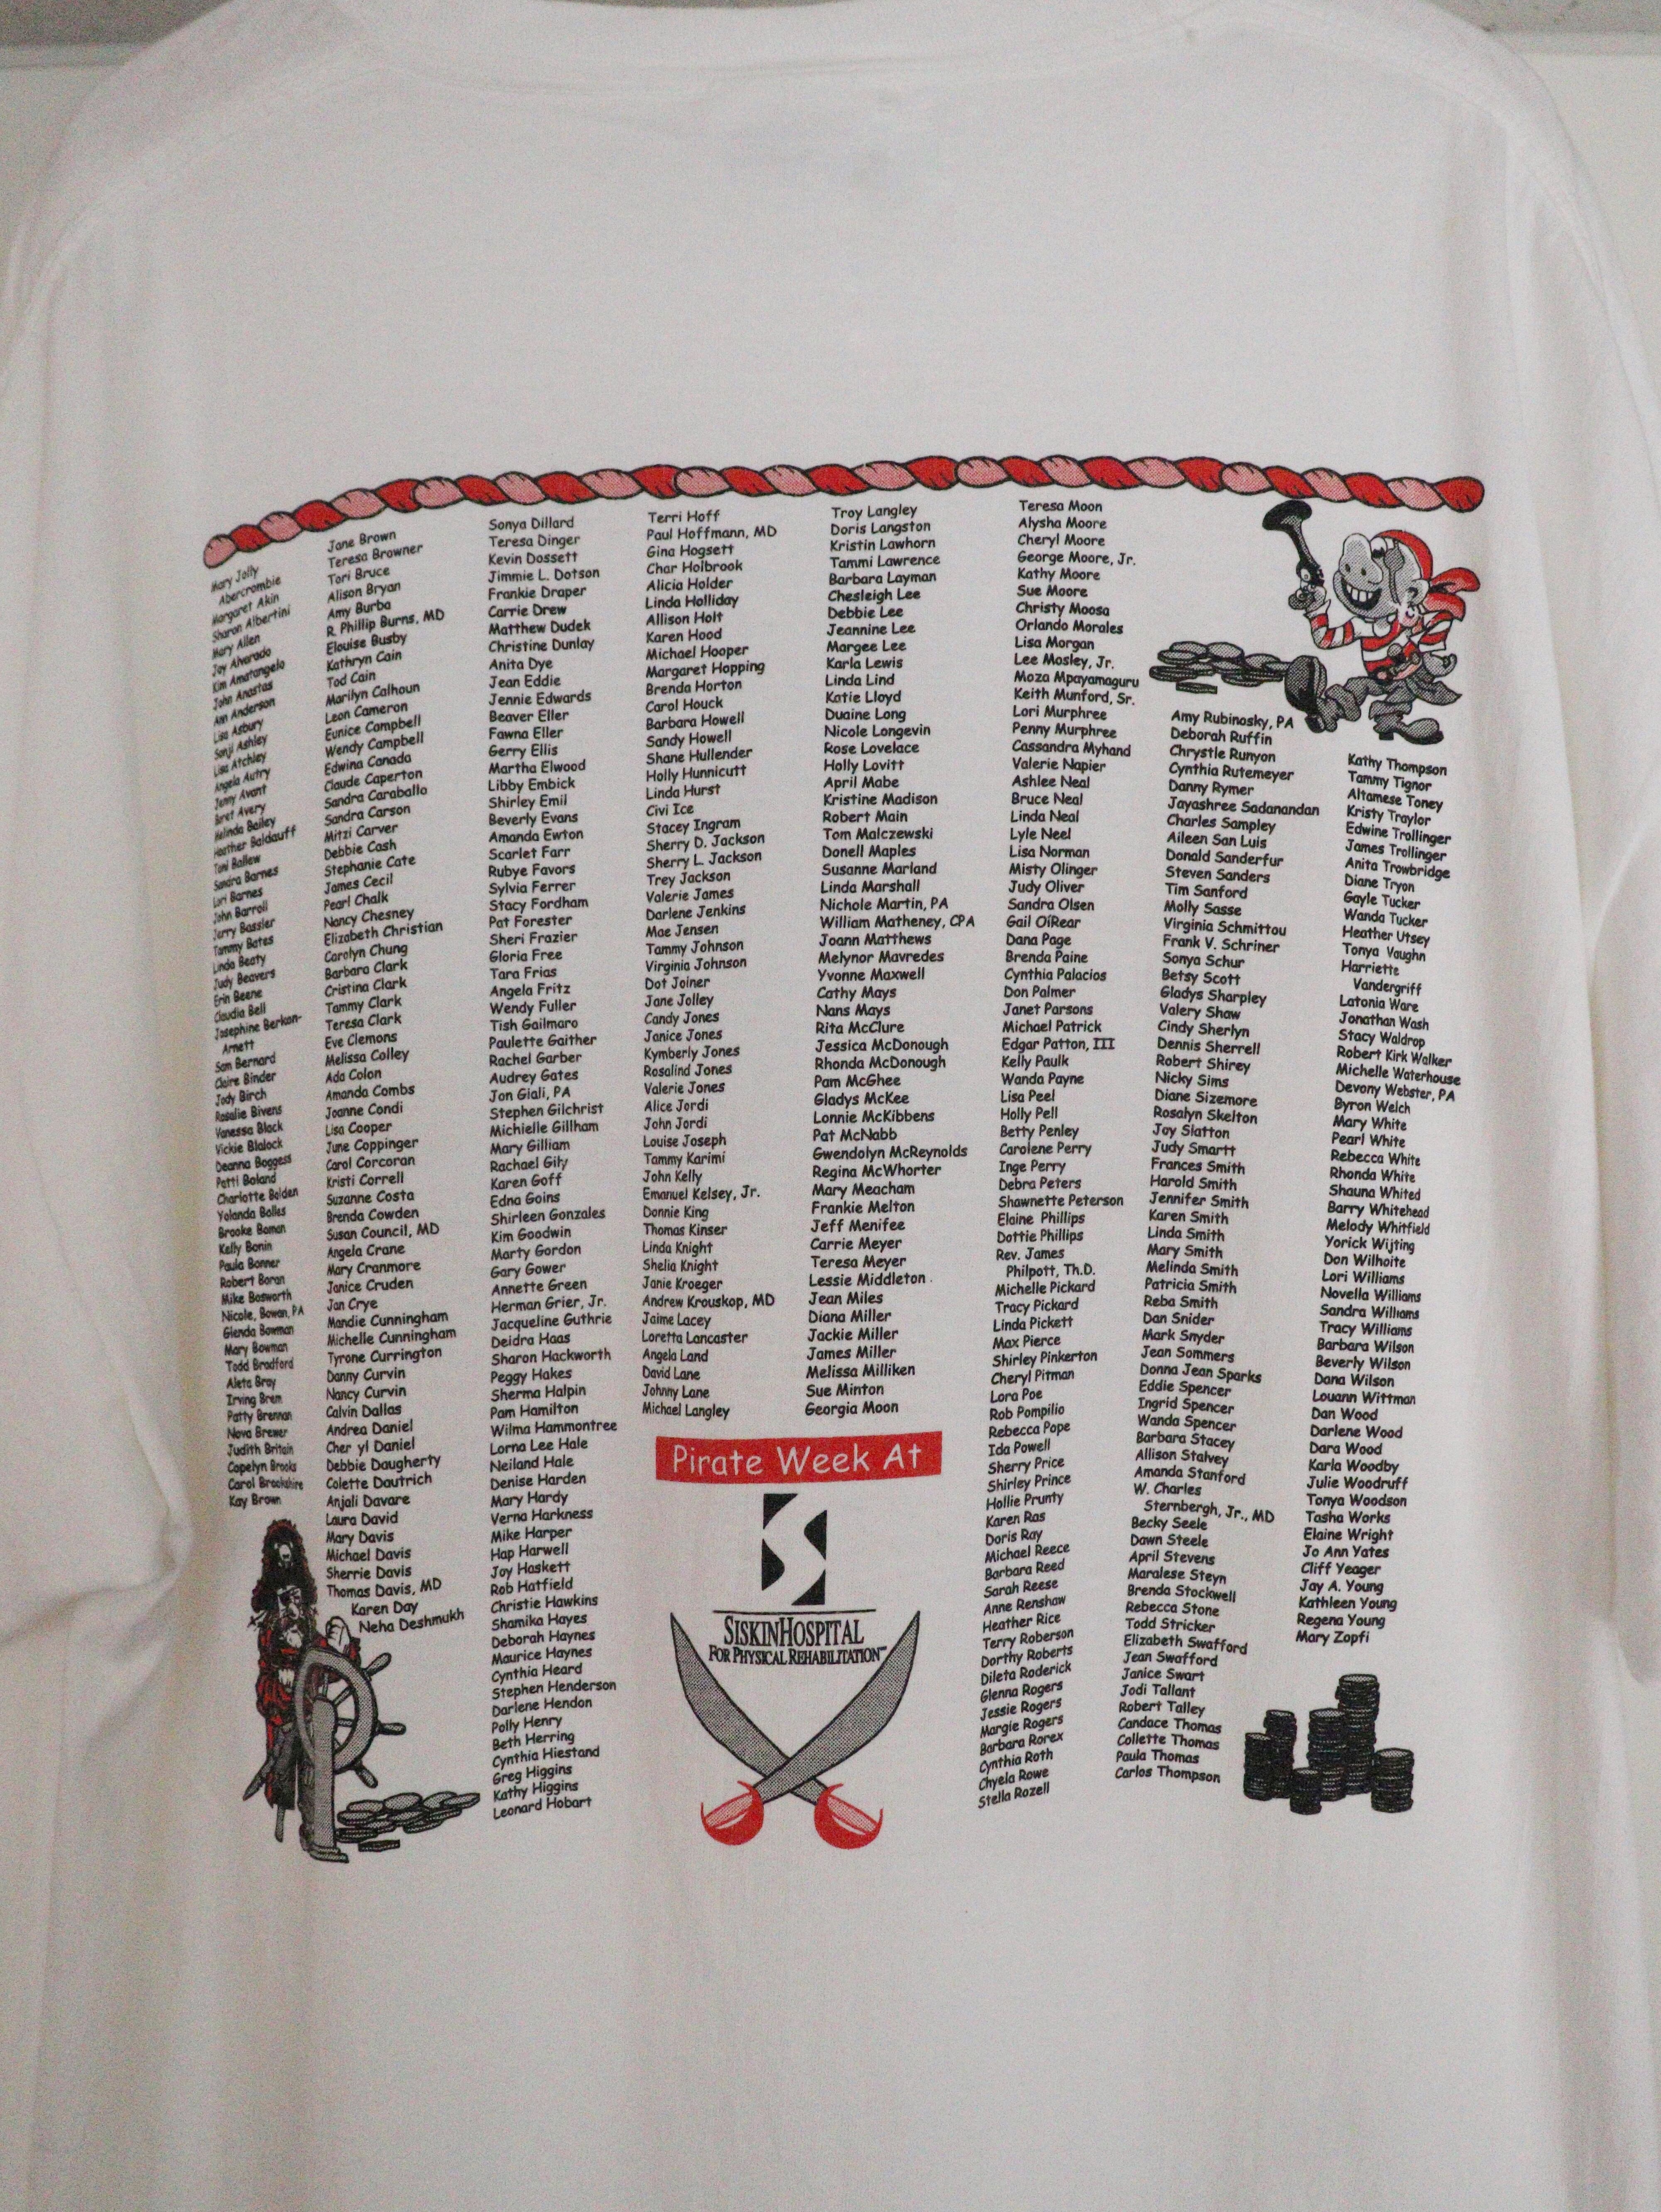 Mary Jolly
Abercrombie
Margaret Akin
Sharon Albertini
Mary Allen
Joy Alvarado
Kim Amatangelo
John Anastas
Ann Anderson
Lisa Asbury
Sonji Ashley
Lisa Atchley
Angela Autry
Jenny Avant
Bret Avery
Melinda Bailey
Heather Baldauff
Toni Ballew
Sandra Barnes
Lori Barnes
John Barroll
Jerry Bassler
Tammy Bates
Linda Beaty
Judy Beavers
Erin Beene
Claudia Bell
Josephine Berkon-
Arnett
Sam Bernard
Claire Binder
Jody Birch
Rosalie Bivens
Vanessa Black
Vickie Blalock
Deanna Boggess
Patti Boland
Charlotte Bolden
Yolanda Bolles
Brooke Boman
Kelly Bonin
Paula Bonner
Robert Boran
Mike Bosworth
Nicole, Bowen, PA
Glenda Bowman
Mary Bowman
Todd Bradford
Aleta Bray
Irving Brem
Patty Brennan
Nova Brewer
Judith Britain
Copelyn Brooks
Carol Brookshire
Kay Brown
Jane Brown
Teresa Browner
Tori Bruce
Alison Bryan
Amy Burba
R. Phillip Burns, MD
Elouise Busby
Kathryn Cain
Tod Cain
Marilyn Calhoun
Leon Cameron
Eunice Campbell
Wendy Campbell
Edwina Canada
Claude Caperton
Sandra Caraballo
Sandra Carson
Mitzi Carver
Debbie Cash
Stephanie Cate
James Cecil
Pearl Chalk
Nancy Chesney
Elizabeth Christian
Carolyn Chung
Barbara Clark
Cristina Clark
Tammy Clark
Teresa Clark
Eve Clemons
Melissa Colley
Ada Colon
Amanda Combs
Joanne Condi
Lisa Cooper
June Coppinger
Carol Corcoran
Kristi Correll
Suzanne Costa
Brenda Cowden
Susan Council, MD
Angela Crane
Mary Cranmore
Janice Cruden
Jan Crye
Mandie Cunningham
Michelle Cunningham
Tyrone Currington
Danny Curvin
Nancy Curvin
Calvin Dallas
Andrea Daniel
Cher yl Daniel
Debbie Daugherty
Colette Dautrich
Anjali Davare
Laura David
Mary Davis
Michael Davis
Sherrie Davis
Thomas Davis, MD
Karen Day
Neha Deshmukh
Sonya Dillard
Teresa Dinger
Kevin Dossett
Jimmie L. Dotson
Frankie Draper
Carrie Drew
Matthew Dudek
Christine Dunlay
Anita Dye
Jean Eddie
Jennie Edwards
Beaver Eller
Fawna Eller
Gerry Ellis
Martha Elwood
Libby Embick
Shirley Emil
Beverly Evans
Amanda Ewton
Scarlet Farr
Rubye Favors
Sylvia Ferrer
Stacy Fordham
Pat Forester
Sheri Frazier
Gloria Free
Tara Frias
Angela Fritz
Wendy Fuller
Tish Gailmaro
Paulette Gaither
Rachel Garber
Audrey Gates
Jon Giali, PA
Stephen Gilchrist
Michielle Gillham
Mary Gilliam
Rachael Gily
Karen Goff
Edna Goins
Shirleen Gonzales
Kim Goodwin
Marty Gordon
Gary Gower
Annette Green
Herman Grier, Jr.
Jacqueline Guthrie
Deidra Haas
Sharon Hackworth
Peggy Hakes
Sherma Halpin
Pam Hamilton
Wilma Hammontree
Lorna Lee Hale
Neiland Hale
Denise Harden
Mary Hardy
Verna Harkness
Mike Harper
Hap Harwell
Joy Haskett
Rob Hatfield
Christie Hawkins
Shamika Hayes
Deborah Haynes
Maurice Haynes
Cynthia Heard
Stephen Henderson
Darlene Hendon
Polly Henry
Beth Herring
Cynthia Hiestand
Greg Higgins
Kathy Higgins
Leonard Hobart
Terri Hoff
Paul Hoffmann, MD
Gina Hogsett
Char Holbrook
Alicia Holder
Linda Holliday
Allison Holt
Karen Hood
Michael Hooper
Margaret Hopping
Brenda Horton
Carol Houck
Barbara Howell
Sandy Howell
Shane Hullender
Holly Hunnicutt
Linda Hurst
Civi Ice
Stacey Ingram
Sherry D. Jackson
Sherry L. Jackson
Trey Jackson
Valerie James
Darlene Jenkins
Mae Jensen
Tammy Johnson
Virginia Johnson
Dot Joiner
Jane Jolley
Candy Jones
Janice Jones
Kymberly Jones
Rosalind Jones
Valerie Jones
Alice Jordi
John Jordi
Louise Joseph
Tammy Karimi
John Kelly
Emanuel Kelsey, Jr.
Donnie King
Thomas Kinser
Linda Knight
Shelia Knight
Janie Kroeger
Andrew Krouskop, MD
Jaime Lacey
Loretta Lancaster
Angela Land
David Lane
Johnny Lane
Michael Langley
Troy Langley
Doris Langston
Kristin Lawhorn
Tammi Lawrence
Barbara Layman
Chesleigh Lee
Debbie Lee
Jeannine Lee
Margee Lee
Karla Lewis
Linda Lind
Katie Lloyd
Duaine Long
Nicole Longevin
Rose Lovelace
Holly Lovitt
April Mabe
Kristine Madison
Robert Main
Tom Malczewski
Donell Maples
Susanne Marland
Linda Marshall
Nichole Martin, PA
William Matheney, CPA
Joann Matthews
Melynor Mavredes
Yvonne Maxwell
Cathy Mays
Nans Mays
Rita McClure
Jessica McDonough
Rhonda McDonough
Pam McGhee
Gladys McKee
Lonnie McKibbens
Pat McNabb
Gwendolyn McReynolds
Regina McWhorter
Mary Meacham
Frankie Melton
Jeff Menifee
Carrie Meyer
Teresa Meyer
Lessie Middleton
Jean Miles
Diana Miller
Jackie Miller
James Miller
Melissa Milliken
Sue Minton
Georgia Moon
Teresa Moon
Alysha Moore
Cheryl Moore
George Moore, Jr.
Kathy Moore
Sue Moore
Christy Moosa
Orlando Morales
Lisa Morgan
Lee Mosley, Jr.
Moza Mpayamaguru
Keith Munford, Sr.
Lori Murphree
Penny Murphree
Cassandra Myhand
Valerie Napier
Ashlee Neal
Bruce Neal
Linda Neal
Lyle Neel
Lisa Norman
Misty Olinger
Judy Oliver
Sandra Olsen
Gail OíRear
Dana Page
Brenda Paine
Cynthia Palacios
Don Palmer
Janet Parsons
Michael Patrick
Edgar Patton, III
Kelly Paulk
Wanda Payne
Lisa Peel
Holly Pell
Betty Penley
Carolene Perry
Inge Perry
Debra Peters
Shawnette Peterson
Elaine Phillips
Dottie Phillips
Rev. James
Philpott, Th.D.
Michelle Pickard
Tracy Pickard
Linda Pickett
Max Pierce
Shirley Pinkerton
Cheryl Pitman
Lora Poe
Rob Pompilio
Rebecca Pope
Ida Powell
Sherry Price
Shirley Prince
Hollie Prunty
Karen Ras
Doris Ray
Michael Reece
Barbara Reed
Sarah Reese
Anne Renshaw
Heather Rice
Terry Roberson
Dorthy Roberts
Dileta Roderick
Glenna Rogers
Jessie Rogers
Margie Rogers
Barbara Rorex
Cynthia Roth
Chyela Rowe
Stella Rozell
Amy Rubinosky, PA
Deborah Ruffin
Chrystle Runyon
Cynthia Rutemeyer
Danny Rymer
Jayashree Sadanandan
Charles Sampley
Aileen San Luis
Donald Sanderfur
Steven Sanders
Tim Sanford
Molly Sasse
Virginia Schmittou
Frank V. Schriner
Sonya Schur
Betsy Scott
Gladys Sharpley
Valery Shaw
Cindy Sherlyn
Dennis Sherrell
Robert Shirey
Nicky Sims
Diane Sizemore
Rosalyn Skelton
Joy Slatton
Judy Smartt
Frances Smith
Harold Smith
Jennifer Smith
Karen Smith
Linda Smith
Mary Smith
Melinda Smith
Patricia Smith
Reba Smith
Dan Snider
Mark Snyder
Jean Sommers
Donna Jean Sparks
Eddie Spencer
Ingrid Spencer
Wanda Spencer
Barbara Stacey
Allison Stalvey
Amanda Stanford
W. Charles
Sternbergh, Jr., MD
Becky Seele
Dawn Steele
April Stevens
Maralese Steyn
Brenda Stockwell
Rebecca Stone
Todd Stricker
Elizabeth Swafford
Jean Swafford
Janice Swart
Jodi Tallant
Robert Talley
Candace Thomas
Collette Thomas
Paula Thomas
Carlos Thompson
Kathy Thompson
Tammy Tignor
Altamese Toney
Kristy Traylor
Edwine Trollinger
James Trollinger
Anita Trowbridge
Diane Tryon
Gayle Tucker
Wanda Tucker
Heather Utsey
Tonya Vaughn
Harriette
Vandergriff
Latonia Ware
Jonathan Wash
Stacy Waldrop
Robert Kirk Walker
Michelle Waterhouse
Devony Webster, PA
Byron Welch
Mary White
Pearl White
Rebecca White
Rhonda White
Shauna Whited
Barry Whitehead
Melody Whitfield
Yorick Wijting
Don Wilhoite
Lori Williams
Novella Williams
Sandra Williams
Tracy Williams
Barbara Wilson
Beverly Wilson
Dana Wilson
Louann Wittman
Dan Wood
Darlene Wood
Dara Wood
Karla Woodby
Julie Woodruff
Tonya Woodson
Tasha Works
Elaine Wright
Jo Ann Yates
Cliff Yeager
Jay A. Young
Kathleen Young
Regena Young
Mary Zopfi
Pirate Week At
SISKIN HOSPITAL
FOR PHYSICAL REHABILITATION